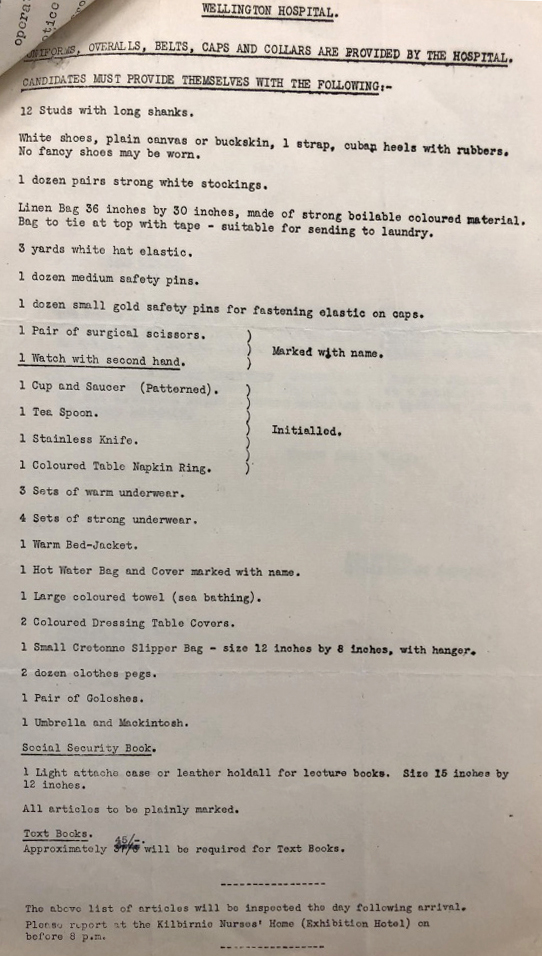 opera
otice
WELLINGTON HOSPITAL.
UNIFORMS, OVERALLS, BELTS, CAPS AND COLLARS ARE PROVIDED BY THE HOSPITAL.
CANDIDATES MUST PROVIDE THEMSELVES WITH THE FOLLOWING:-
12 Studs with long shanks.
White shoes, plain canvas or buckskin, 1 strap, cuban heels with rubbers.
No fancy shoes may be worn.
1 dozen pairs strong white stockings.
Linen Bag 36 inches by 30 inches, made of strong boilable coloured material.
Bag to tie at top with tape - suitable for sending to laundry.
3 yards white hat elastic.
1 dozen medium safety pins.
1 dozen small gold safety pins for fastening elastic on caps.
1 Pair of surgical scissors.
1 Watch with second hand.
Marked with name.
1 Cup and Saucer (Patterned).
1 Tea Spoon.
1 Stainless Knife.
1 Coloured Table Napkin Ring.
Initialled.
3 Sets of warm underwear.
4 Sets of strong underwear.
1 Warm Bed-Jacket.
1 Hot Water Bag and Cover marked with name.
1 Large coloured towel (sea bathing).
2 Coloured Dressing Table Covers.
1 Small Cretonne Slipper Bag - size 12 inches by 8 inches, with hanger.
2 dozen clothes pegs.
1 Pair of Goloshes.
1 Umbrella and Mackintosh.
Social Security Book.
1 Light attache case or leather holdall for lecture books. Size 15 inches by
12 inches.
All articles to be plainly marked.
Text Books.
45/-.
Approximately will be required for Text Books.
The above list of articles will be inspected the day following arrival.
Please report at the Kilbirnie Nurses' Home (Exhibition Hotel) on
before 8 p.m.